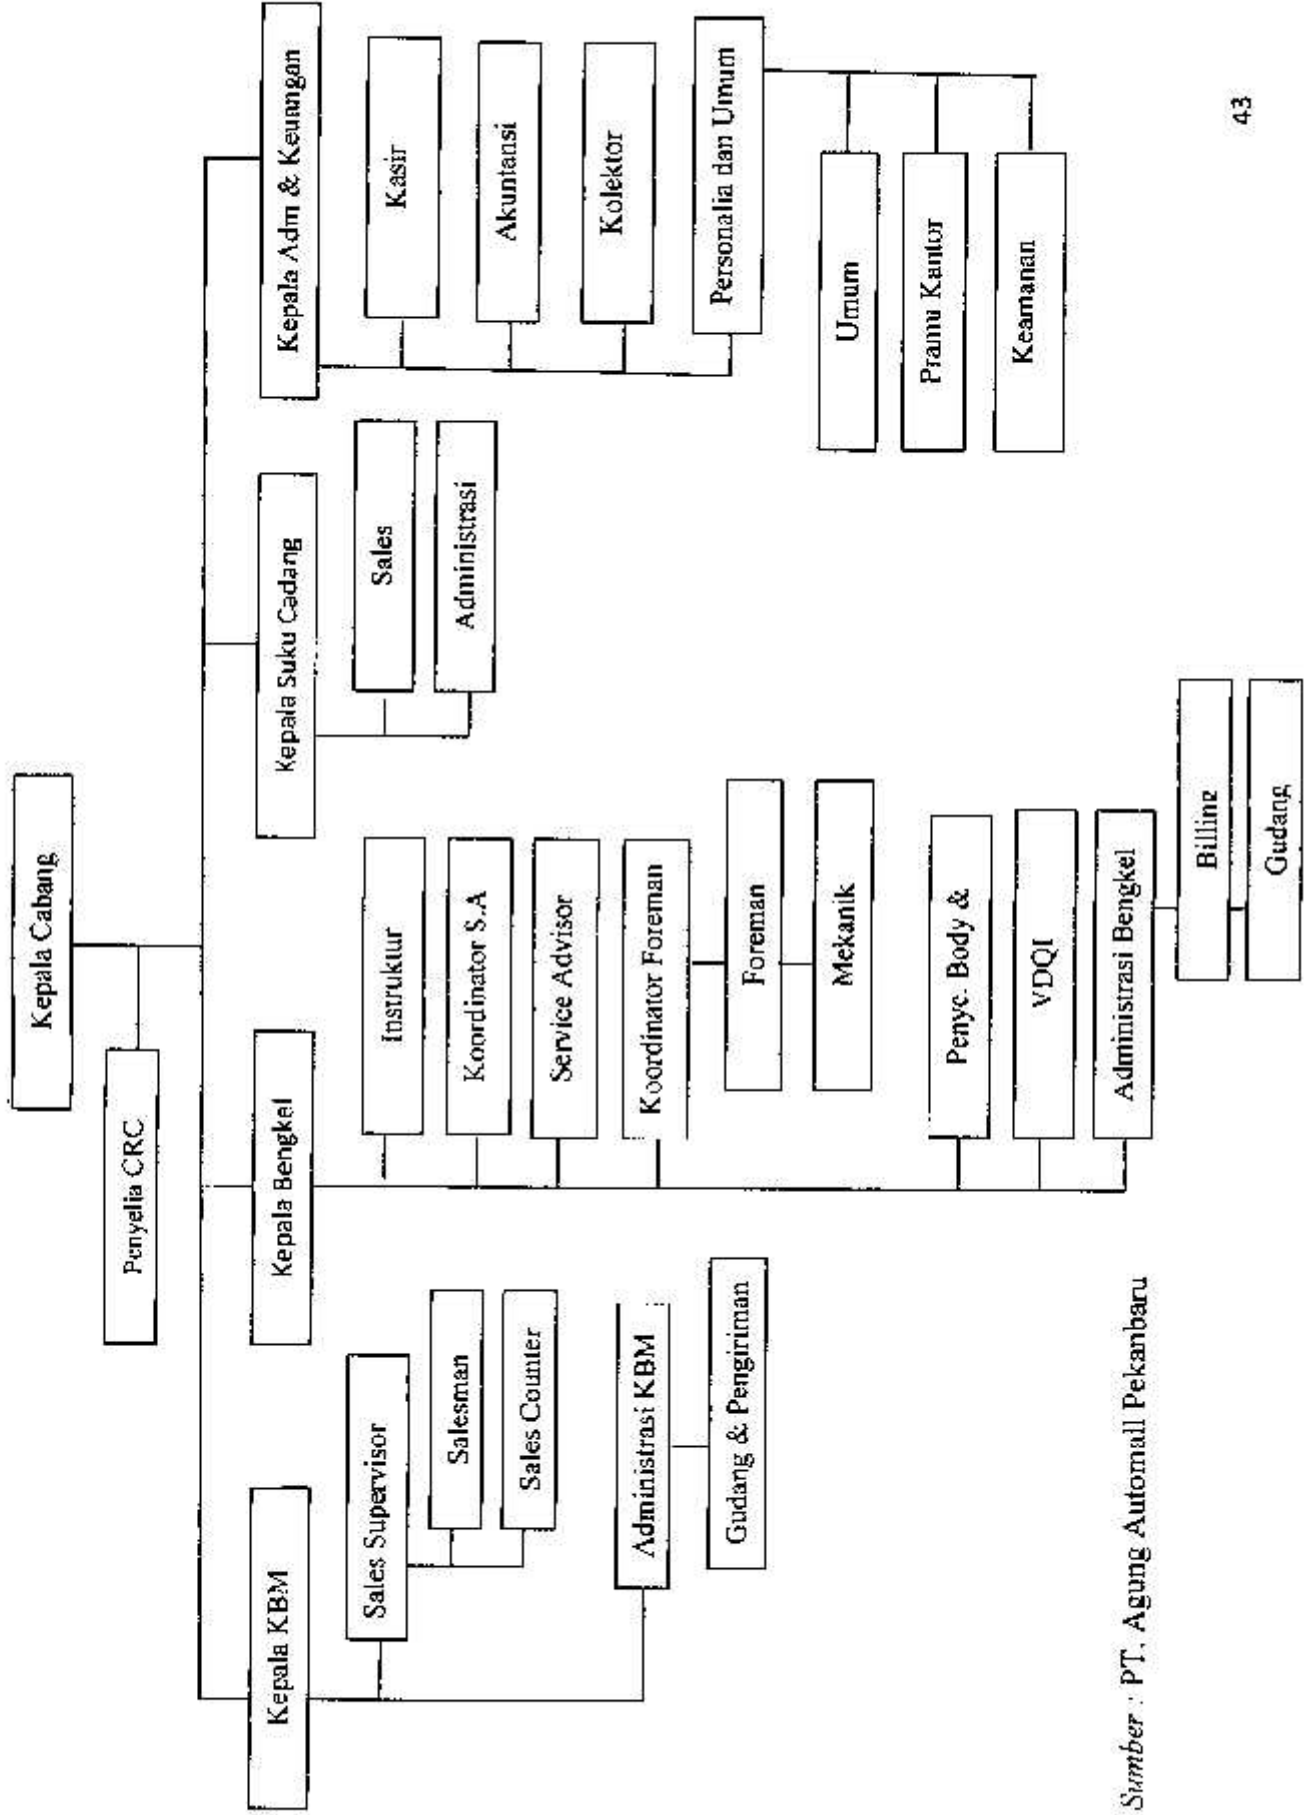 Kepala Cabang
Penyelia CRC
Kepala KBM
Sales Supervisor
Salesman
Sales Counter
Administrasi KBM
Gudang & Pengiriman
Kepala Bengkel
Instruktur
Koordinator S.A
Service Advisor
Koordinator Foreman
Foreman
Mekanik
Penye. Body &
VDQI
Administrasi Bengkel
Billing
Gudang
Kepala Suku Cadang
Sales
Administrasi
Kepala Adm & Keuangan
Kasir
Akuntansi
Kolektor
Personalia dan Umum
Umum
Pramu Kantor
Keamanan
Sumber : PT. Agung Automall Pekanbaru
43